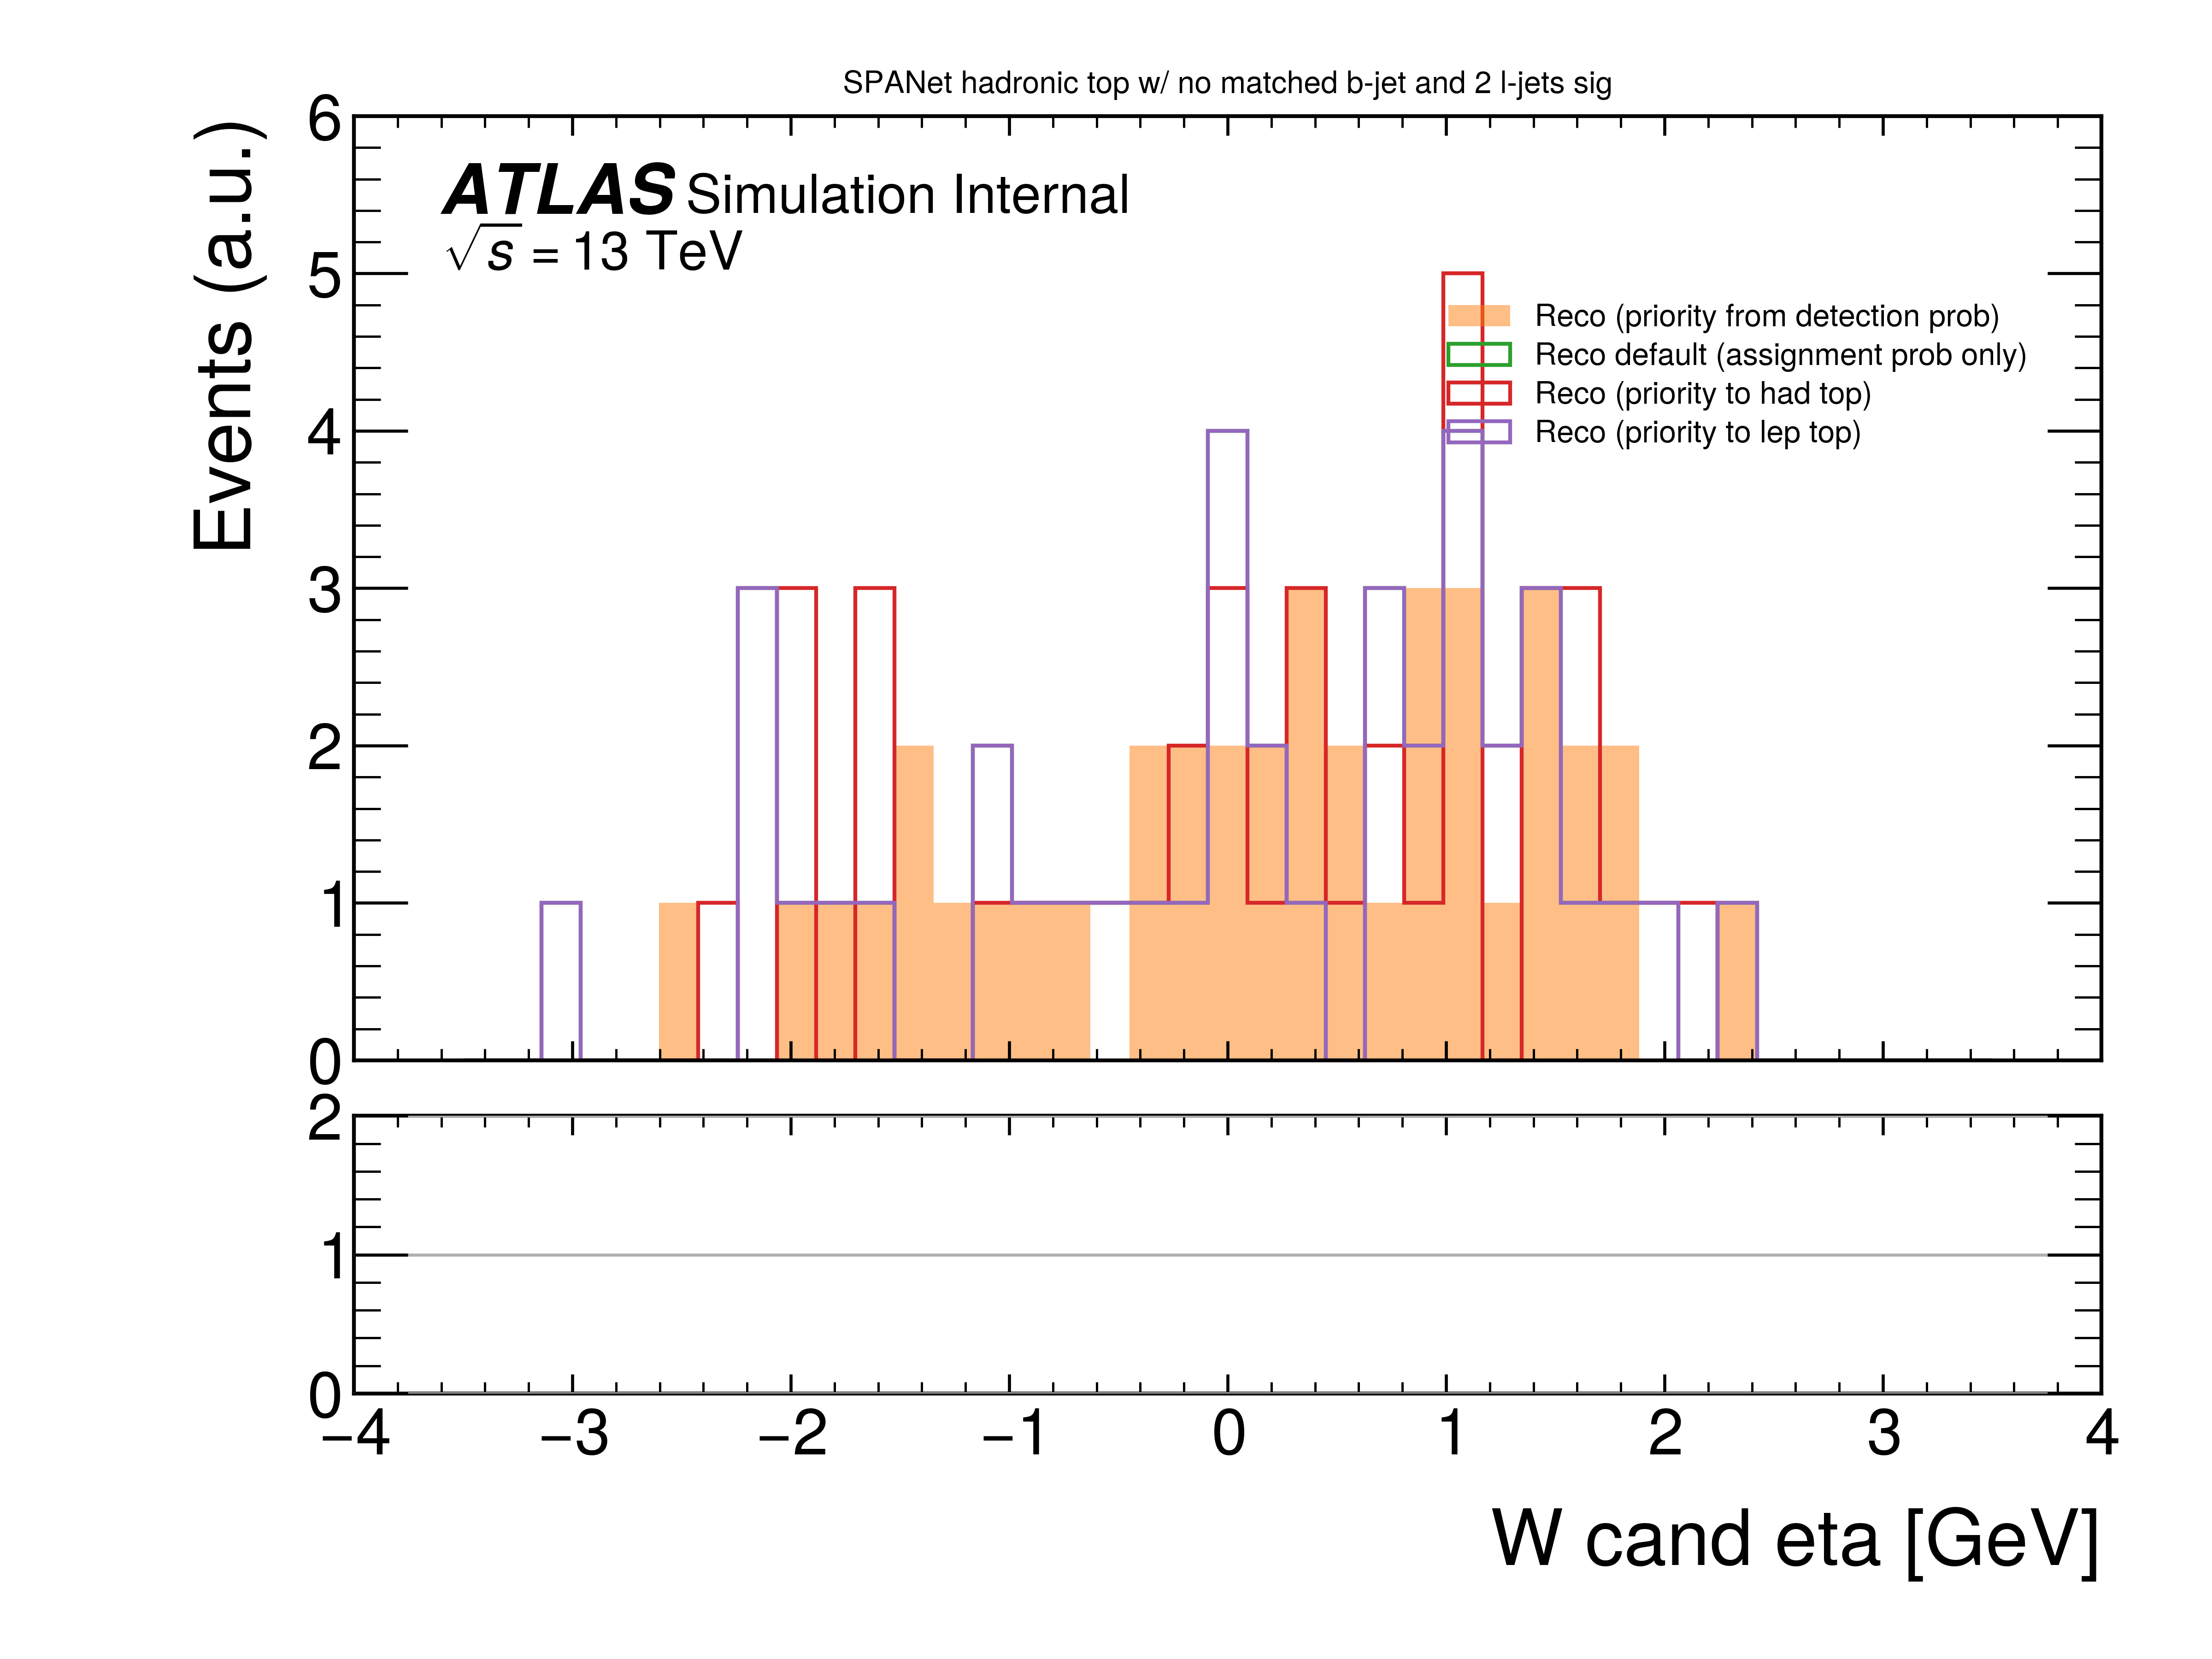 SPANet hadronic top w/ no matched b-jet and 2 l-jets sig
6
ATLAS Simulation Internal
√s = 13 TeV
5
Reco (priority from detection prob)
Reco default (assignment prob only)
Reco (priority to had top)
Reco (priority to lep top)
4
3
2
1
0
Events (a.u.)
2
1
0
−4 −3 −2 −1 0 1 2 3 4
W cand eta [GeV]